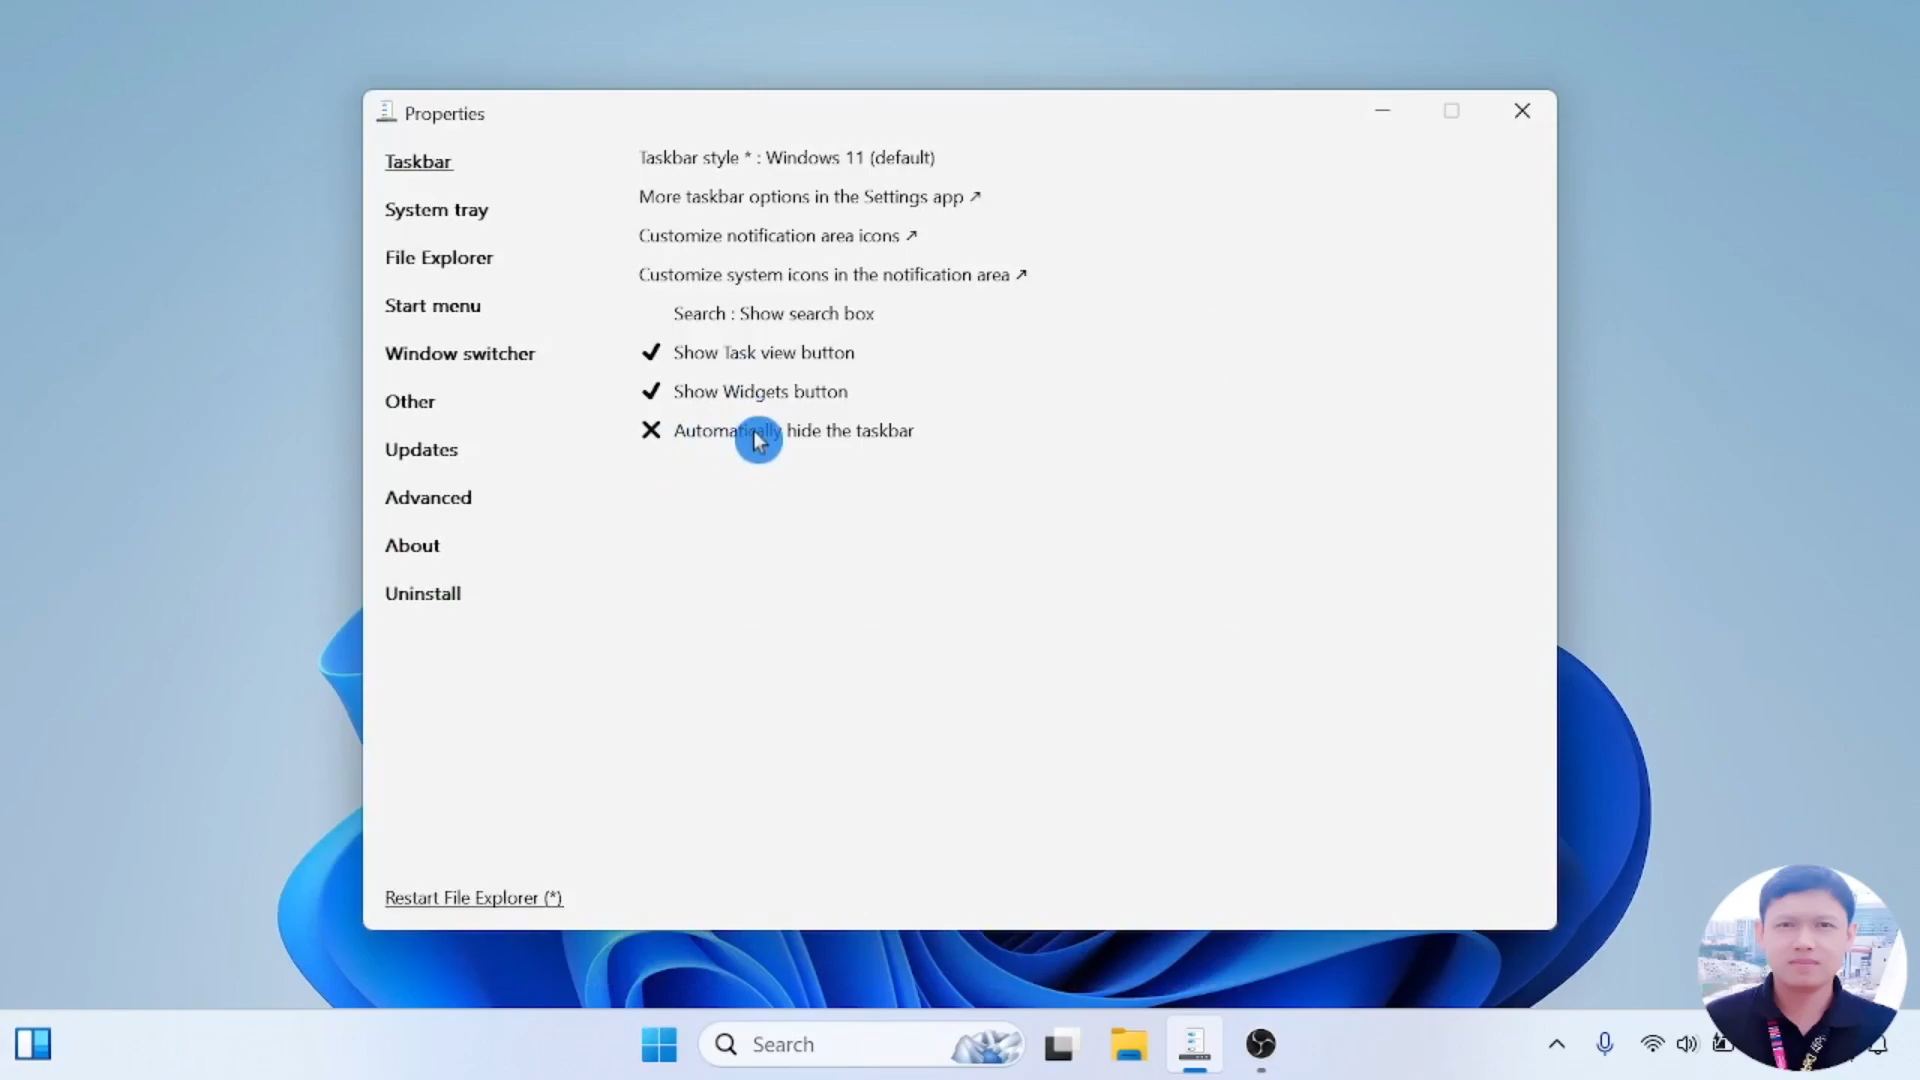 Properties
Taskbar
System tray
File Explorer
Start menu
Window switcher
Other
Updates
Advanced
About
Uninstall
Restart File Explorer (*)
Taskbar style * : Windows 11 (default)
More taskbar options in the Settings app ↗
Customize notification area icons ↗
Customize system icons in the notification area ↗
Search : Show search box
Show Task view button
Show Widgets button
Automatically hide the taskbar
Search